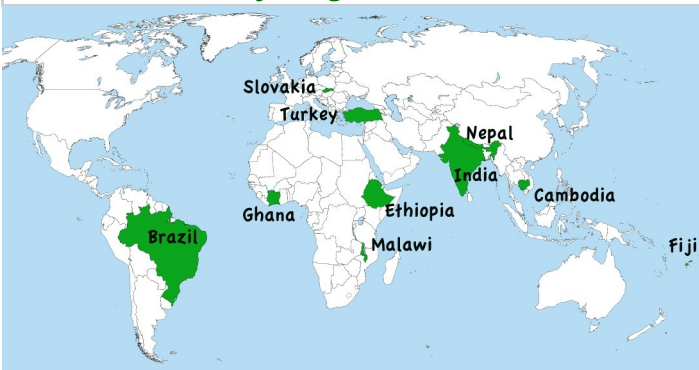 Slovakia
Turkey
Nepal
India
Cambodia
Ghana
Ethiopia
Brazil
Malawi
Fiji